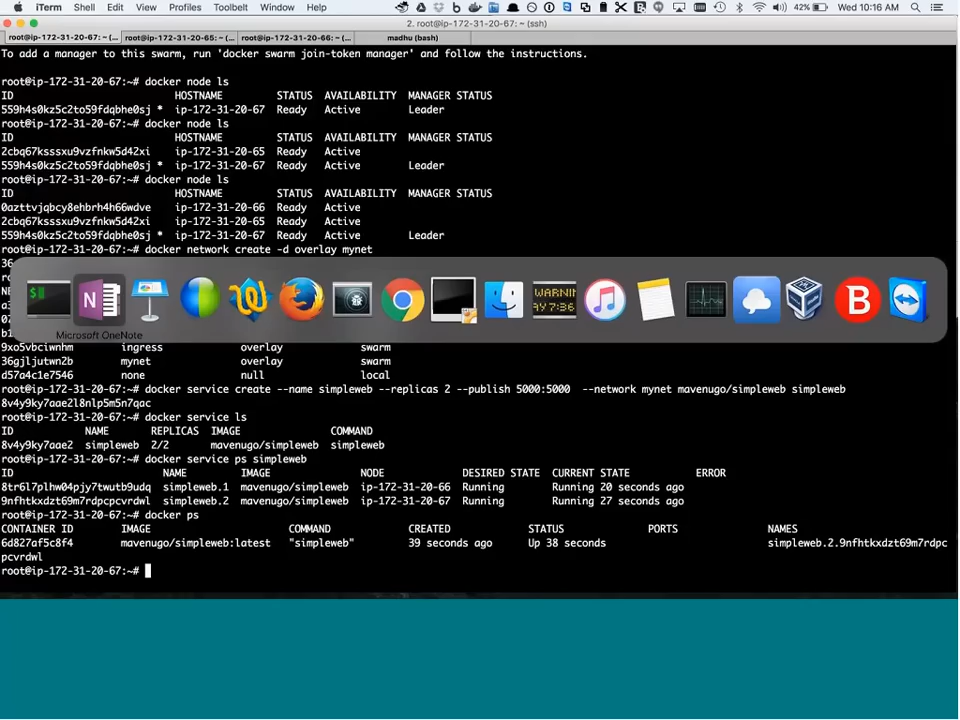 iTerm Shell Edit View Profiles Toolbelt Window Help 42% Wed 10:16 AM
2. root@ip-172-31-20-67: ~ (ssh)
root@ip-172-31-20-67: ~ (... root@ip-172-31-20-65: ~ (... root@ip-172-31-20-66: ~ (... madhu (bash)
To add a manager to this swarm, run 'docker swarm join-token manager' and follow the instructions.
root@ip-172-31-20-67:~# docker node ls
ID HOSTNAME STATUS AVAILABILITY MANAGER STATUS
559h4s0kz5c2to59fdqbhe0sj * ip-172-31-20-67 Ready Active Leader
root@ip-172-31-20-67:~# docker node ls
ID HOSTNAME STATUS AVAILABILITY MANAGER STATUS
2cbq67ksssxu9vzfnkw5d42xi ip-172-31-20-65 Ready Active
559h4s0kz5c2to59fdqbhe0sj * ip-172-31-20-67 Ready Active Leader
root@ip-172-31-20-67:~# docker node ls
ID HOSTNAME STATUS AVAILABILITY MANAGER STATUS
0azttvjqbcy8ehbrh4h66wdve ip-172-31-20-66 Ready Active
2cbq67ksssxu9vzfnkw5d42xi ip-172-31-20-65 Ready Active
559h4s0kz5c2to59fdqbhe0sj * ip-172-31-20-67 Ready Active Leader
root@ip-172-31-20-67:~# docker network create -d overlay mynet
36
WARNIN
AY 7:36
Microsoft OneNote
9xo5vbciwnhm ingress overlay swarm
36gjljutwn2b mynet overlay swarm
d57a4c1e7546 none null local
root@ip-172-31-20-67:~# docker service create --name simpleweb --replicas 2 --publish 5000:5000 --network mynet mavenugo/simpleweb simpleweb
8v4y9ky7aae2l8nlp5m5n7qac
root@ip-172-31-20-67:~# docker service ls
ID NAME REPLICAS IMAGE COMMAND
8v4y9ky7aae2 simpleweb 2/2 mavenugo/simpleweb simpleweb
root@ip-172-31-20-67:~# docker service ps simpleweb
ID NAME IMAGE NODE DESIRED STATE CURRENT STATE ERROR
8tr6l7plhw04pjy7twutb9udq simpleweb.1 mavenugo/simpleweb ip-172-31-20-66 Running Running 20 seconds ago
9nfhtkxdzt69m7rdpcpcvrdwl simpleweb.2 mavenugo/simpleweb ip-172-31-20-67 Running Running 27 seconds ago
root@ip-172-31-20-67:~# docker ps
CONTAINER ID IMAGE COMMAND CREATED STATUS PORTS NAMES
6d827af5c8f4 mavenugo/simpleweb:latest "simpleweb" 39 seconds ago Up 38 seconds simpleweb.2.9nfhtkxdzt69m7rdpc
pcvrdwl
root@ip-172-31-20-67:~#